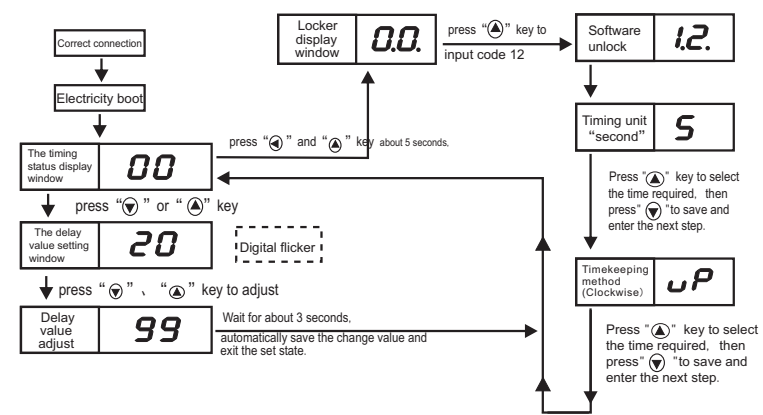 Correct connection
Electricity boot
The timing
status display
window
00
press “ ” or “ ” key
The delay
value setting
window
20
Digital flicker
press “ ” 、 “ ” key to adjust
Delay
value
adjust
99
Wait for about 3 seconds,
automatically save the change value and
exit the set state.
press “ ” and “ ” key about 5 seconds,
Locker
display
window
0.0.
press “ ” key to
input code 12
Software
unlock
1.2.
Timing unit
“second”
S
Press “ ” key to select
the time required, then
press“ ”to save and
enter the next step.
Timekeeping
method
(Clockwise)
uP
Press “ ” key to select
the time required, then
press“ ”to save and
enter the next step.